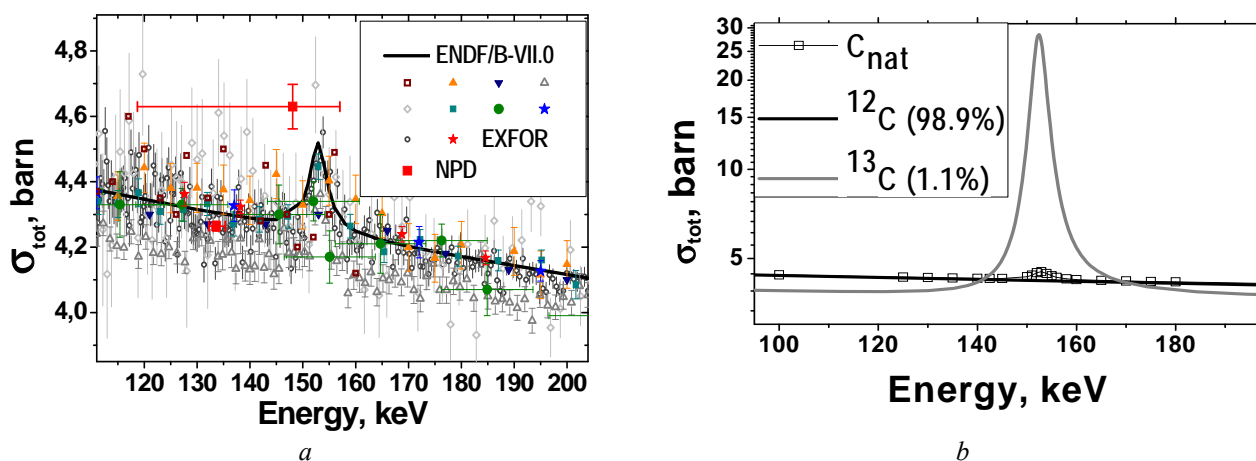 ENDF/B-VII.0
EXFOR
NPD
σtot, barn
4,8
4,6
4,4
4,2
4,0
120 130 140 150 160 170 180 190 200
Energy, keV
a
Cnat
12C (98.9%)
13C (1.1%)
σtot, barn
30
25
20
15
10
5
100 120 140 160 180
Energy, keV
b